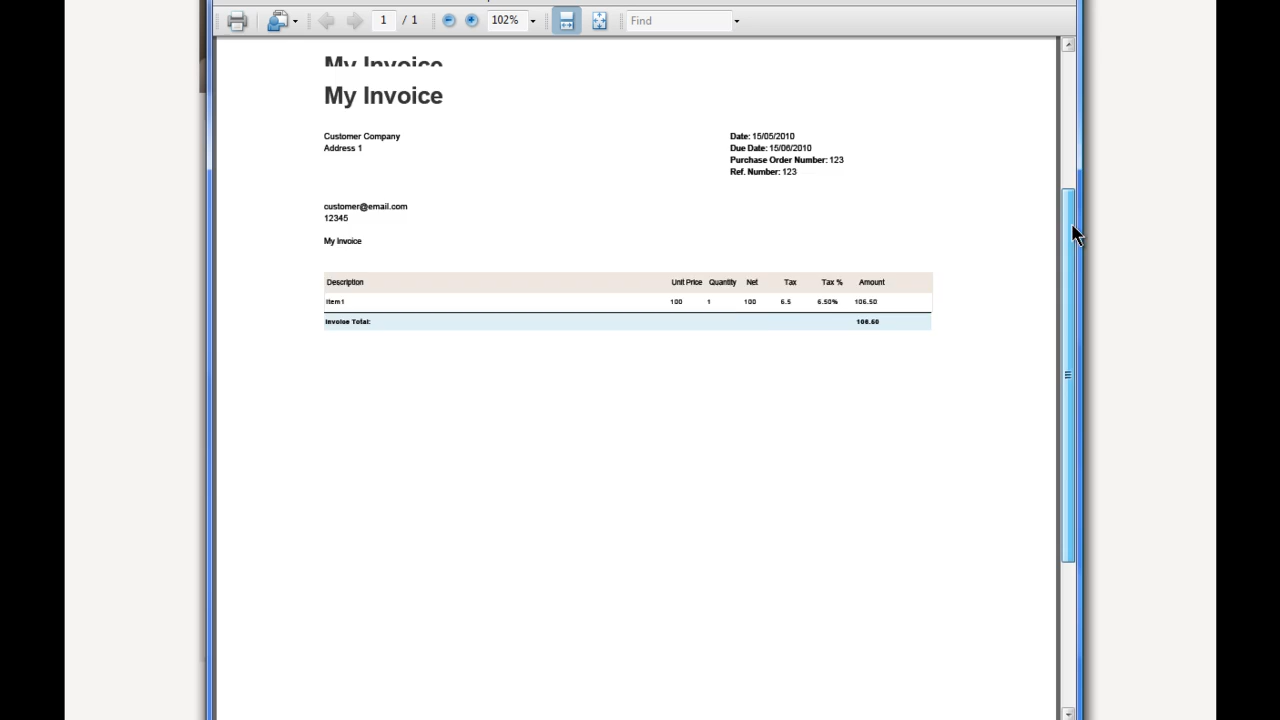 1 / 1 102% Find
My Invoice
My Invoice
Customer Company
Address 1
Date: 15/05/2010
Due Date: 15/06/2010
Purchase Order Number: 123
Ref. Number: 123
customer@email.com
12345
My Invoice
Description Unit Price Quantity Net Tax Tax % Amount
Item1 100 1 100 6.5 6.50% 106.50
Invoice Total: 106.50